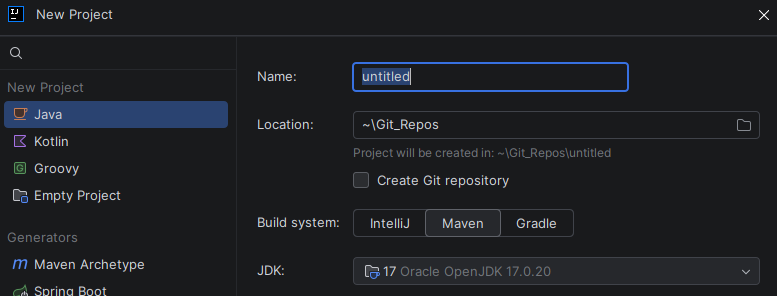 New Project
New Project
Java
Kotlin
Groovy
Empty Project
Generators
Maven Archetype
Spring Boot
Name: untitled
Location: ~\Git_Repos
Project will be created in: ~\Git_Repos\untitled
Create Git repository
Build system: IntelliJ Maven Gradle
JDK: 17 Oracle OpenJDK 17.0.20